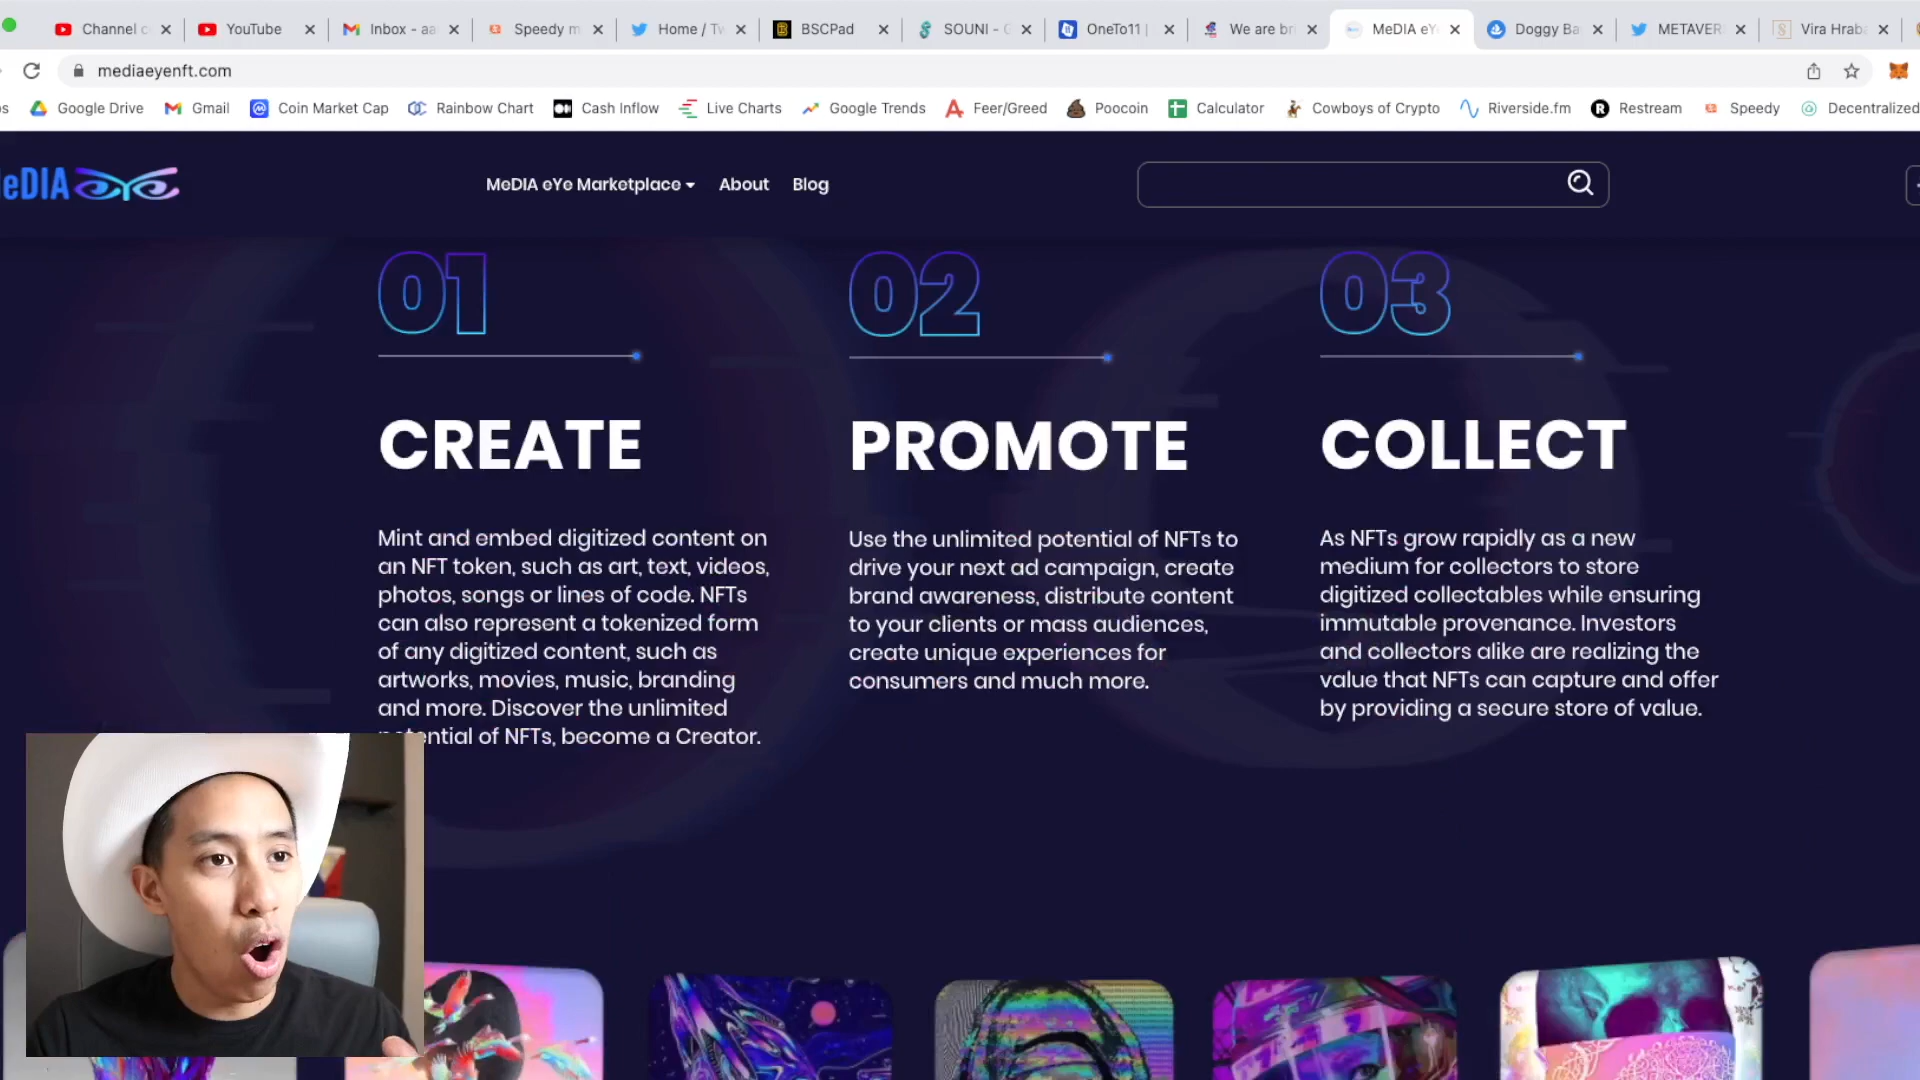 Channel c
YouTube
Inbox - aa
Speedy m
Home / Tw
BSCPad
SOUNI - G
OneTo11 |
We are bri
MeDIA eYe
Doggy Ba
METAVER
Vira Hraba
mediaeyenft.com
Google Drive
Gmail
Coin Market Cap
Rainbow Chart
Cash Inflow
Live Charts
Google Trends
Feer/Greed
Poocoin
Calculator
Cowboys of Crypto
Riverside.fm
Restream
Speedy
Decentralized
eDIA eYe
MeDIA eYe Marketplace
About
Blog
01
CREATE
Mint and embed digitized content on
an NFT token, such as art, text, videos,
photos, songs or lines of code. NFTs
can also represent a tokenized form
of any digitized content, such as
artworks, movies, music, branding
and more. Discover the unlimited
potential of NFTs, become a Creator.
02
PROMOTE
Use the unlimited potential of NFTs to
drive your next ad campaign, create
brand awareness, distribute content
to your clients or mass audiences,
create unique experiences for
consumers and much more.
03
COLLECT
As NFTs grow rapidly as a new
medium for collectors to store
digitized collectables while ensuring
immutable provenance. Investors
and collectors alike are realizing the
value that NFTs can capture and offer
by providing a secure store of value.